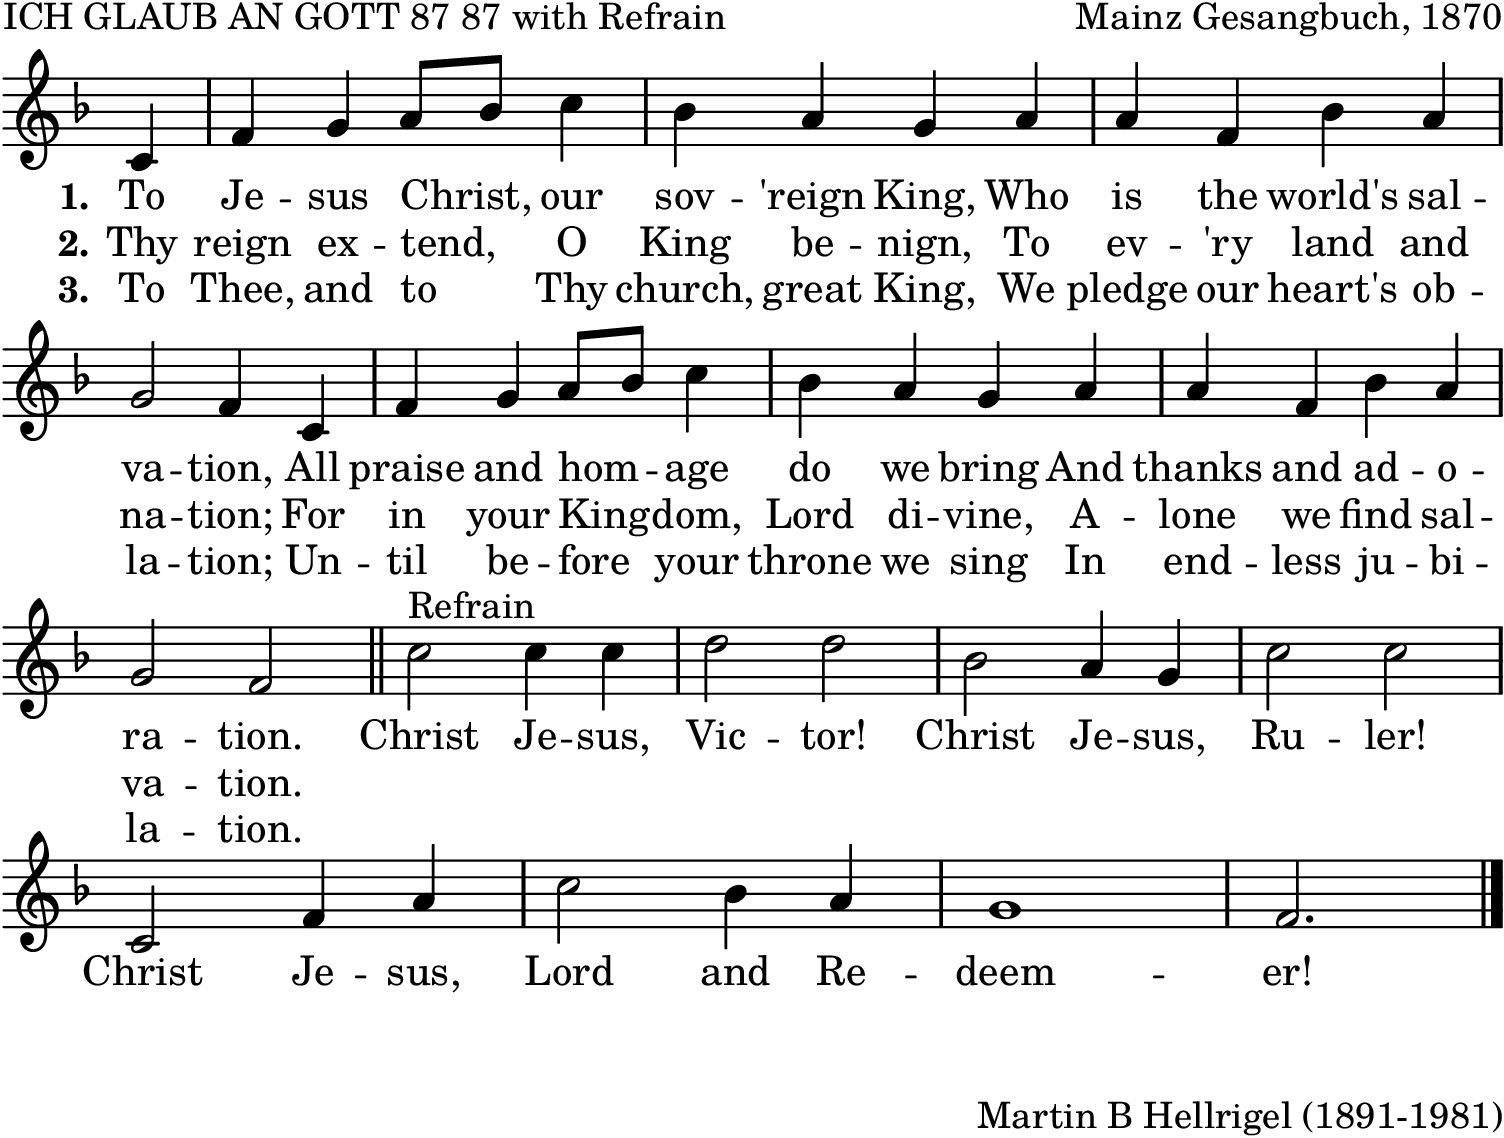 ICH GLAUB AN GOTT 87 87 with Refrain Mainz Gesangbuch, 1870
1. To Je -- sus Christ, our sov -- 'reign King, Who is the world's sal --
2. Thy reign ex -- tend, O King be -- nign, To ev -- 'ry land and
3. To Thee, and to Thy church, great King, We pledge our heart's ob --
va -- tion, All praise and hom -- age do we bring And thanks and ad -- o --
na -- tion; For in your Kingdom, Lord di -- vine, A -- lone we find sal --
la -- tion; Un -- til be -- fore your throne we sing In end -- less ju -- bi --
Refrain
ra -- tion. Christ Je -- sus, Vic -- tor! Christ Je -- sus, Ru -- ler!
va -- tion.
la -- tion.
Christ Je -- sus, Lord and Re -- deem -- er!
Martin B Hellrigel (1891-1981)